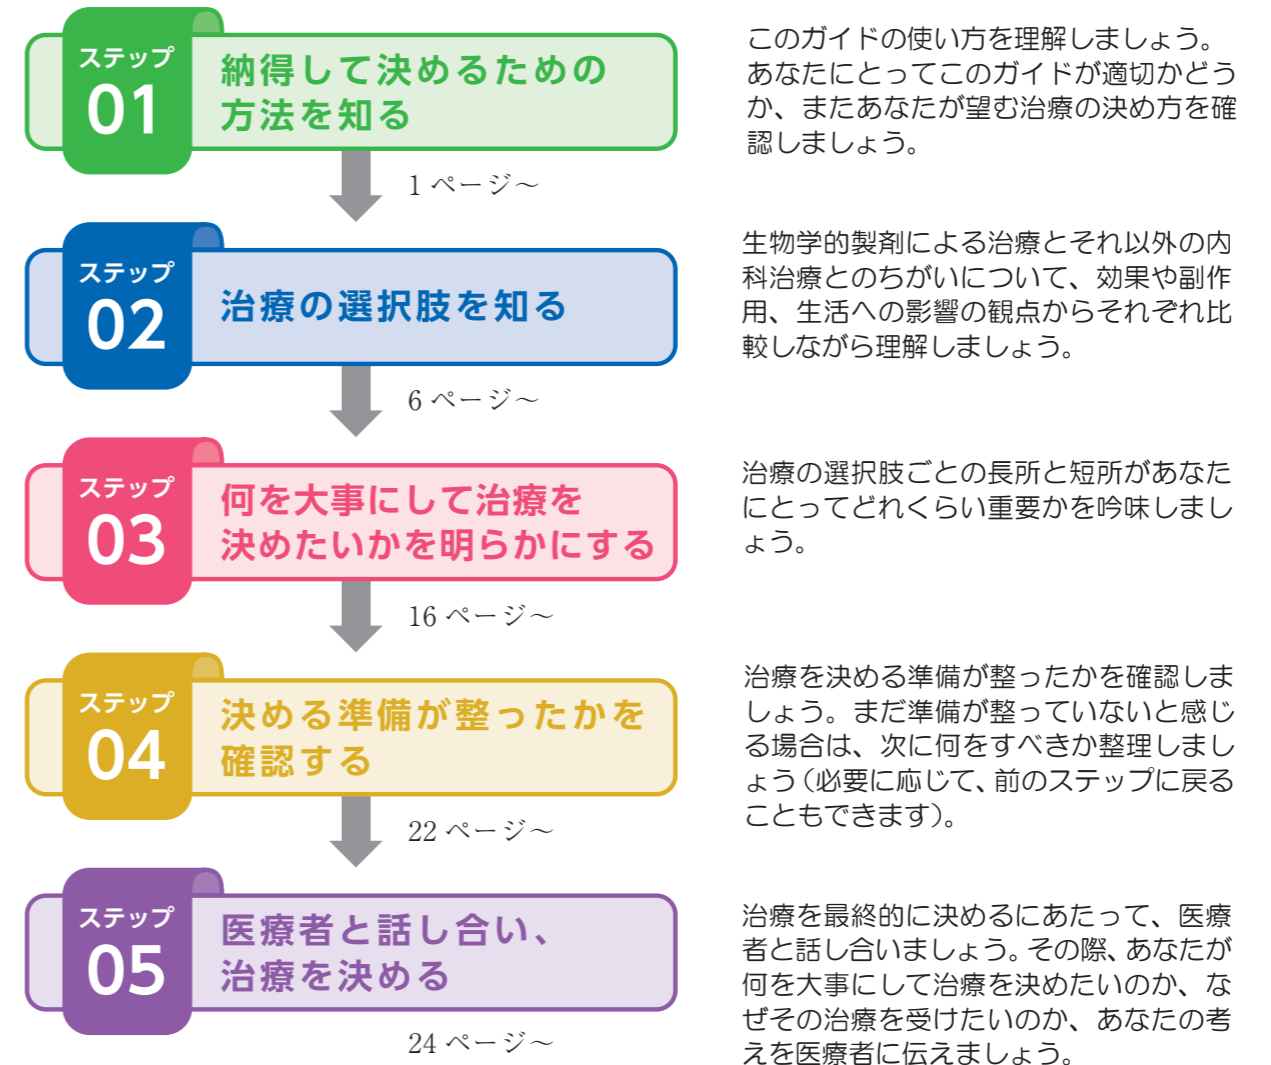 ステップ
01
納得して決めるための
方法を知る
このガイドの使い方を理解しましょう。
あなたにとってこのガイドが適切かどう
か、またあなたが望む治療の決め方を確
認しましょう。
1 ページ～
ステップ
02
治療の選択肢を知る
生物学的製剤による治療とそれ以外の内
科治療とのちがいについて、効果や副作
用、生活への影響の観点からそれぞれ比
較しながら理解しましょう。
6 ページ～
ステップ
03
何を大事にして治療を
決めたいかを明らかにする
治療の選択肢ごとの長所と短所があなた
にとってどれくらい重要かを吟味しまし
ょう。
16 ページ～
ステップ
04
決める準備が整ったかを
確認する
治療を決める準備が整ったかを確認しま
しょう。まだ準備が整っていないと感じ
る場合は、次に何をすべきか整理しまし
ょう（必要に応じて、前のステップに戻る
こともできます）。
22 ページ～
ステップ
05
医療者と話し合い、
治療を決める
治療を最終的に決めるにあたって、医療
者と話し合いましょう。その際、あなたが
何を大事にして治療を決めたいのか、な
ぜその治療を受けたいのか、あなたの考
えを医療者に伝えましょう。
24 ページ～